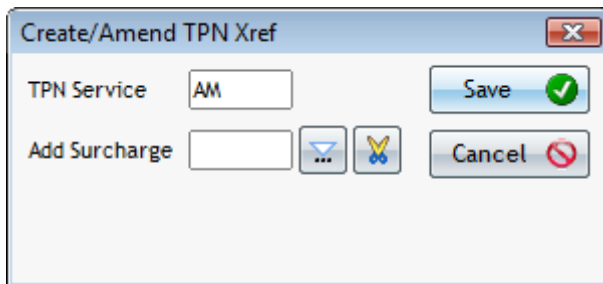 Create/Amend TPN Xref
TPN Service AM Save
Add Surcharge ... Cancel